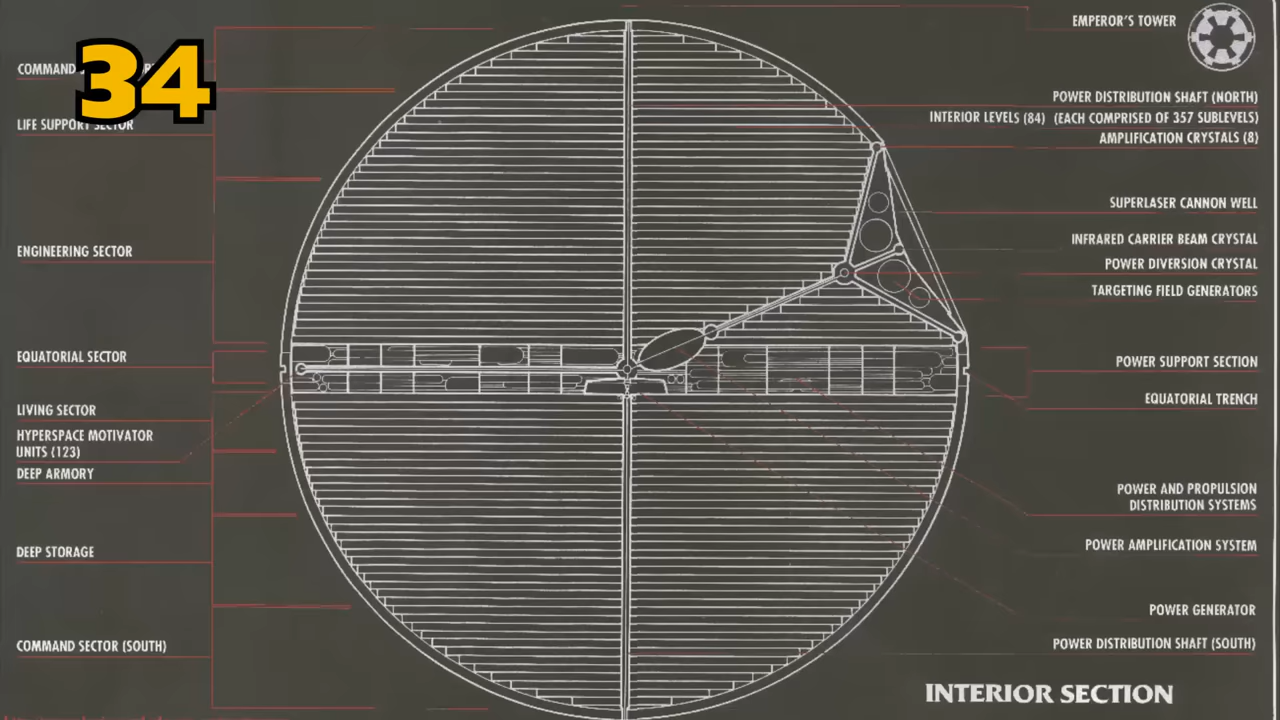 34
COMMAND
LIFE SUPPORT SECTOR
ENGINEERING SECTOR
EQUATORIAL SECTOR
LIVING SECTOR
HYPERSPACE MOTIVATOR
UNITS (123)
DEEP ARMORY
DEEP STORAGE
COMMAND SECTOR (SOUTH)
EMPEROR'S TOWER
POWER DISTRIBUTION SHAFT (NORTH)
INTERIOR LEVELS (84) (EACH COMPRISED OF 357 SUBLEVELS)
AMPLIFICATION CRYSTALS (8)
SUPERLASER CANNON WELL
INFRARED CARRIER BEAM CRYSTAL
POWER DIVERSION CRYSTAL
TARGETING FIELD GENERATORS
POWER SUPPORT SECTION
EQUATORIAL TRENCH
POWER AND PROPULSION
DISTRIBUTION SYSTEMS
POWER AMPLIFICATION SYSTEM
POWER GENERATOR
POWER DISTRIBUTION SHAFT (SOUTH)
INTERIOR SECTION